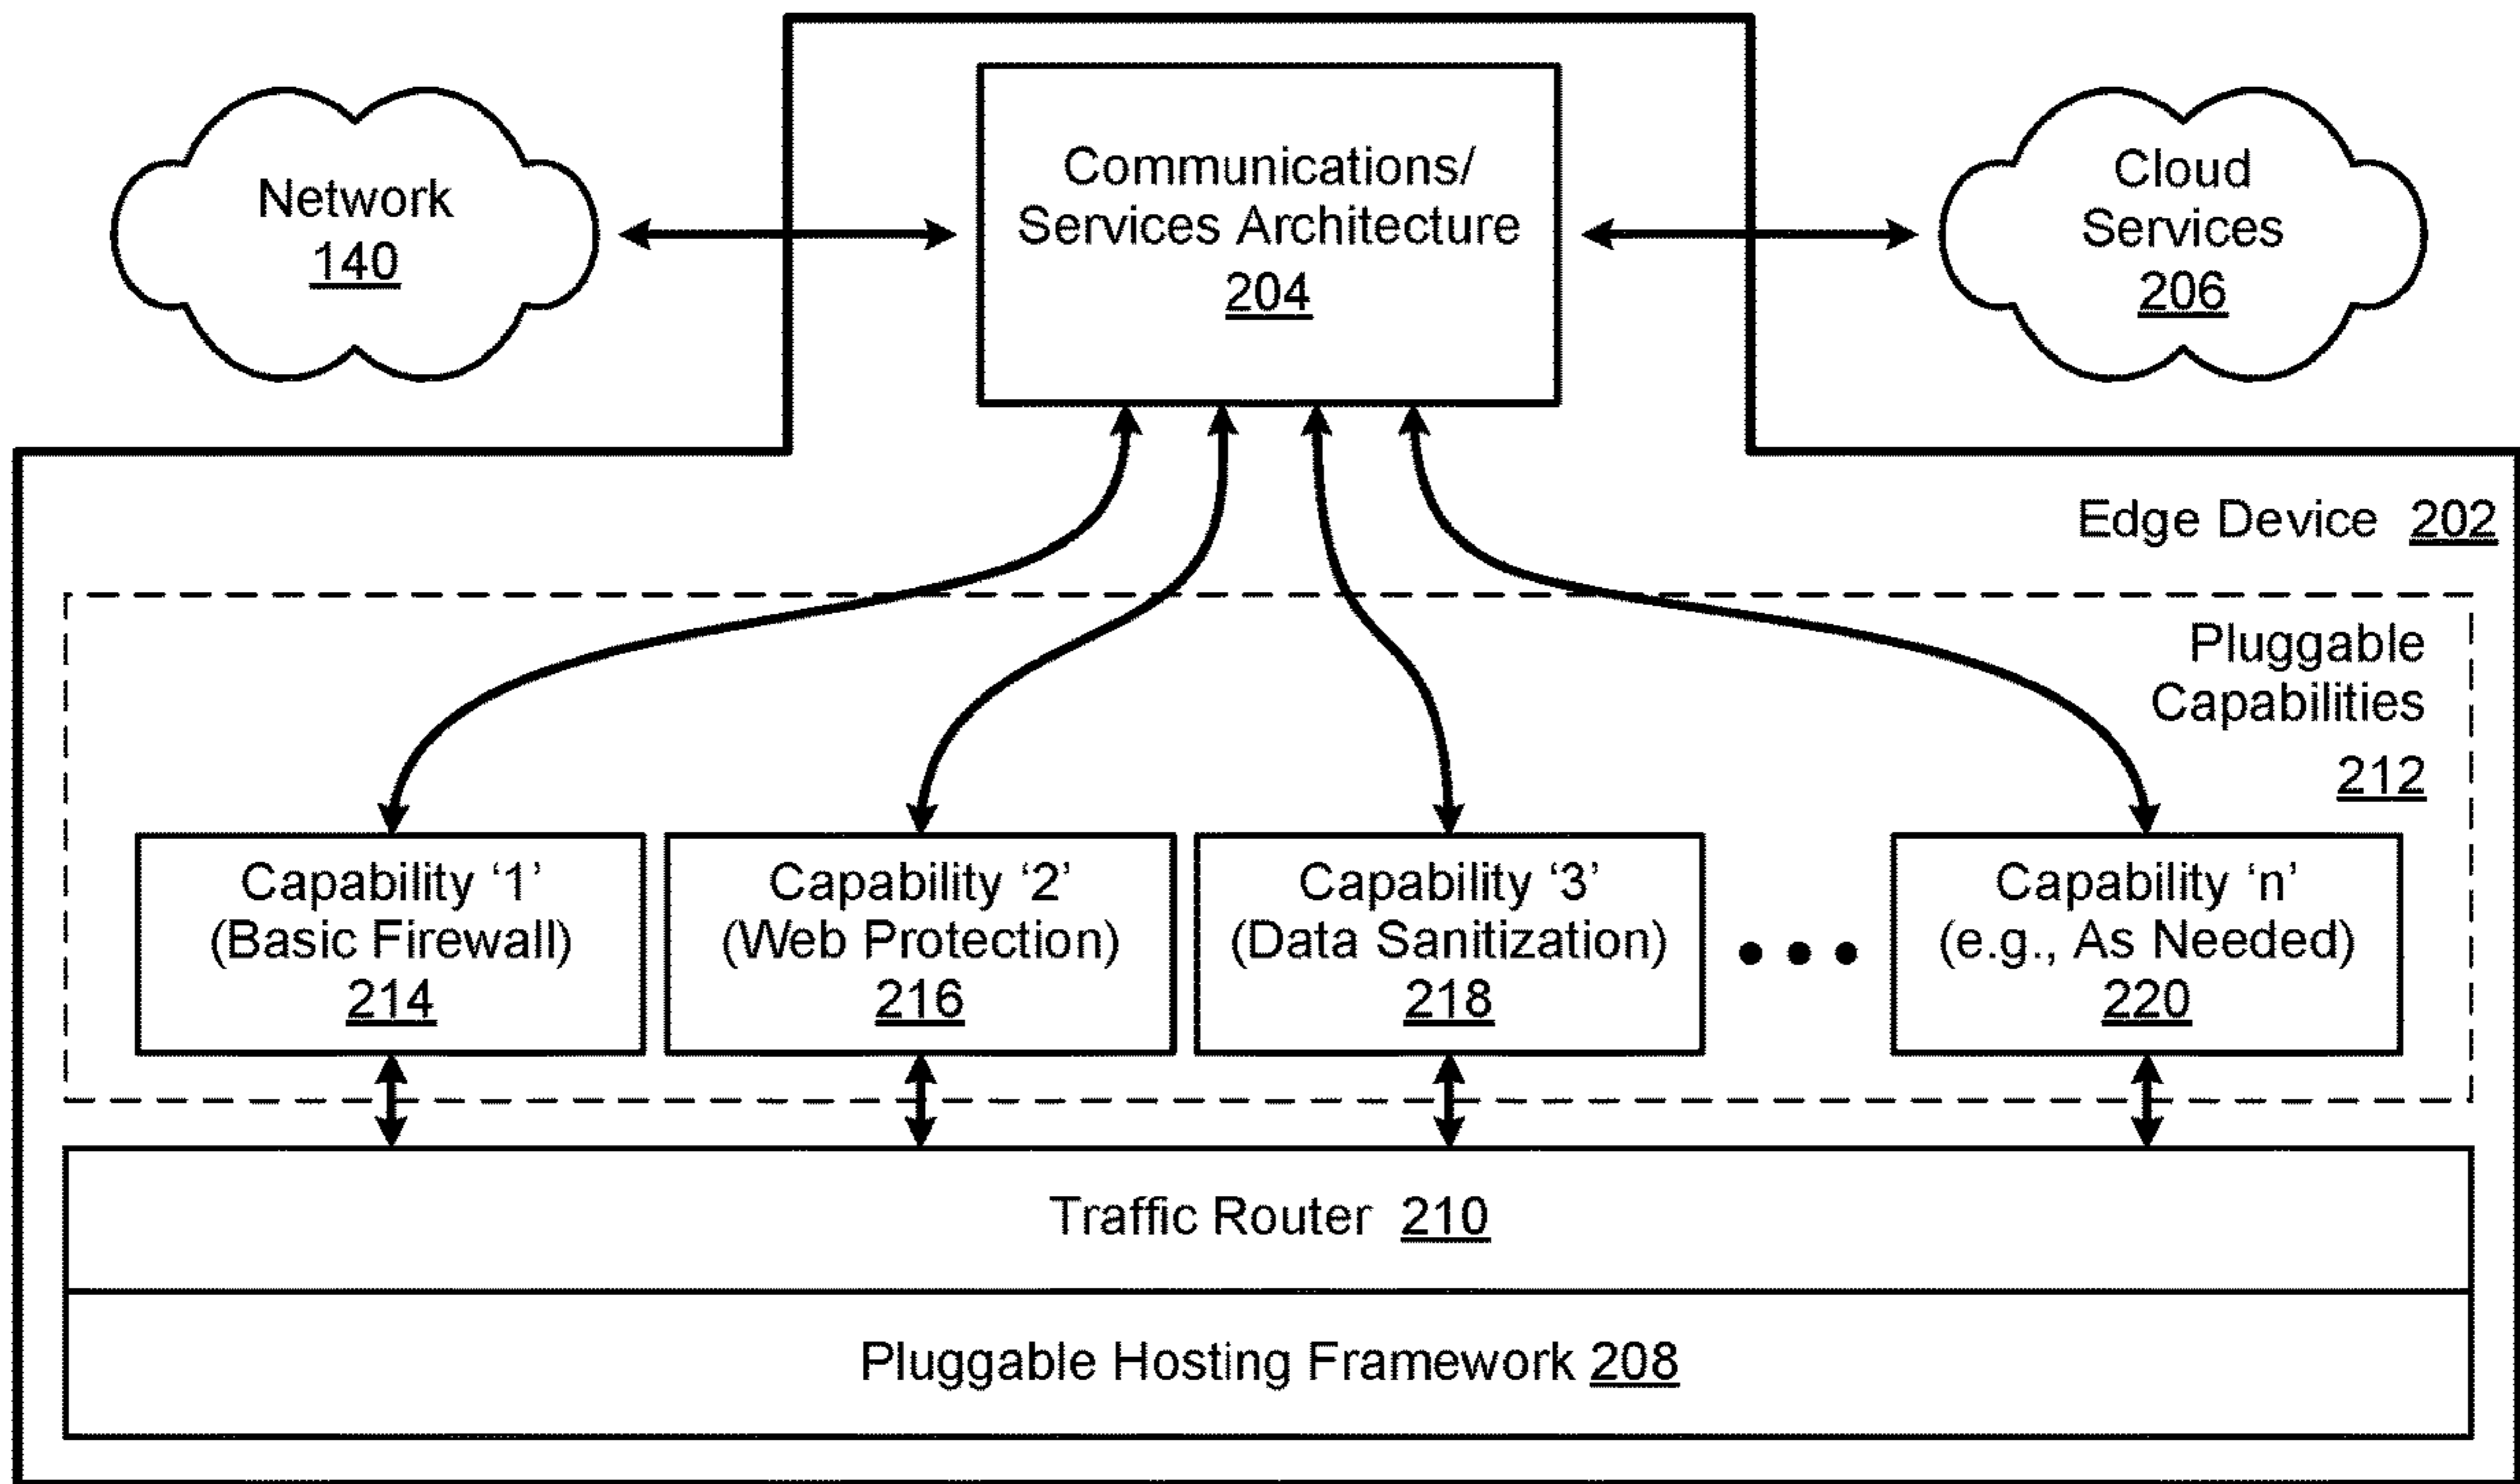 Network
140
Communications/
Services Architecture
204
Cloud
Services
206
Edge Device 202
Pluggable
Capabilities
212
Capability ‘1’
(Basic Firewall)
214
Capability ‘2’
(Web Protection)
216
Capability ‘3’
(Data Sanitization)
218
Capability ‘n’
(e.g., As Needed)
220
Traffic Router 210
Pluggable Hosting Framework 208